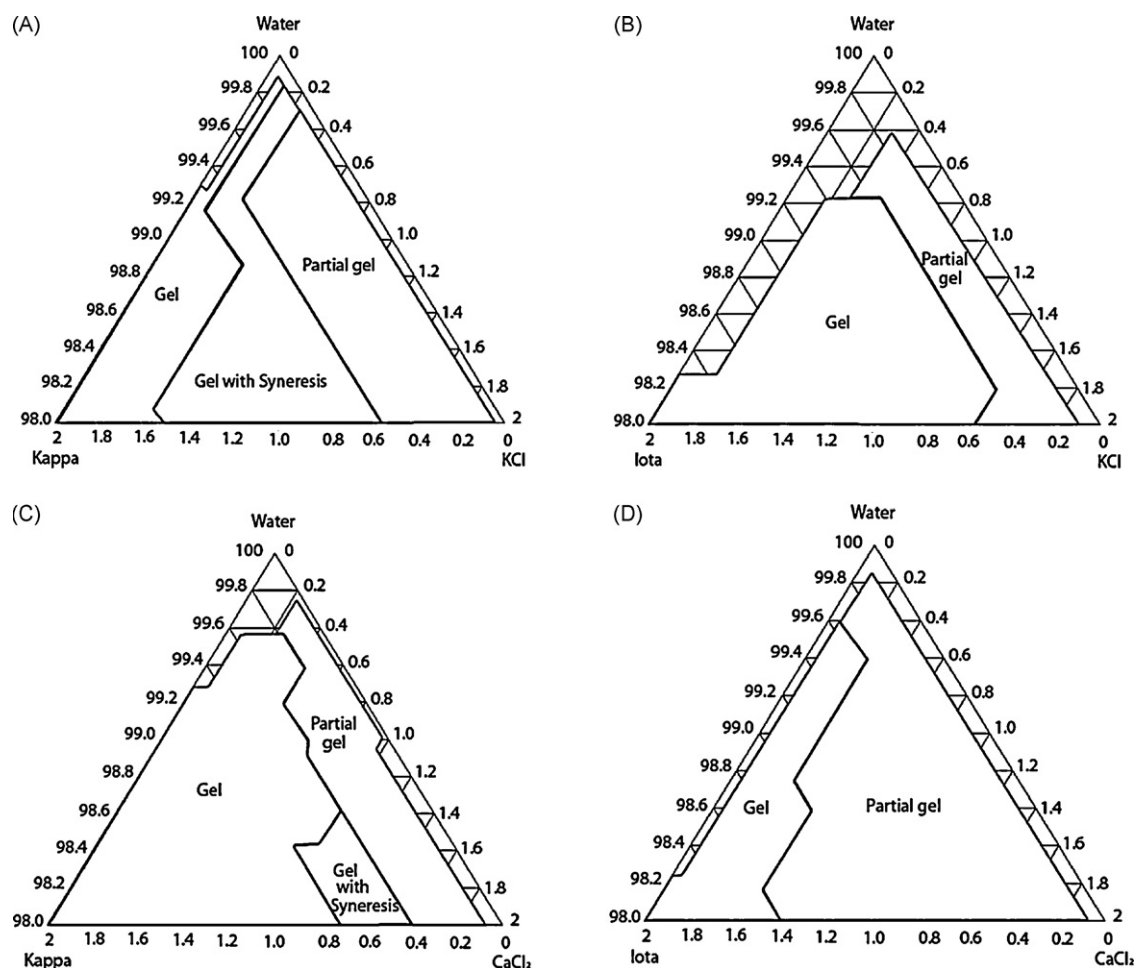 (A)
Water
100 0
99.8 0.2
99.6 0.4
99.4 0.6
99.2 0.8
99.0 1.0
98.8 1.2
98.6 1.4
98.4 1.6
98.2 1.8
98.0 2
Gel
Partial gel
Gel with Syneresis
2 1.8 1.6 1.4 1.2 1.0 0.8 0.6 0.4 0.2 0
Kappa KCl
(B)
Water
100 0
99.8 0.2
99.6 0.4
99.4 0.6
99.2 0.8
99.0 1.0
98.8 1.2
98.6 1.4
98.4 1.6
98.2 1.8
98.0 2
Partial
gel
Gel
2 1.8 1.6 1.4 1.2 1.0 0.8 0.6 0.4 0.2 0
Iota KCl
(C)
Water
100 0
99.8 0.2
99.6 0.4
99.4 0.6
99.2 0.8
99.0 1.0
98.8 1.2
98.6 1.4
98.4 1.6
98.2 1.8
98.0 2
Partial
gel
Gel
Gel
with
Syneresis
2 1.8 1.6 1.4 1.2 1.0 0.8 0.6 0.4 0.2 0
Kappa CaCl₂
(D)
Water
100 0
99.8 0.2
99.6 0.4
99.4 0.6
99.2 0.8
99.0 1.0
98.8 1.2
98.6 1.4
98.4 1.6
98.2 1.8
98.0 2
Gel
Partial gel
2 1.8 1.6 1.4 1.2 1.0 0.8 0.6 0.4 0.2 0
Iota CaCl₂